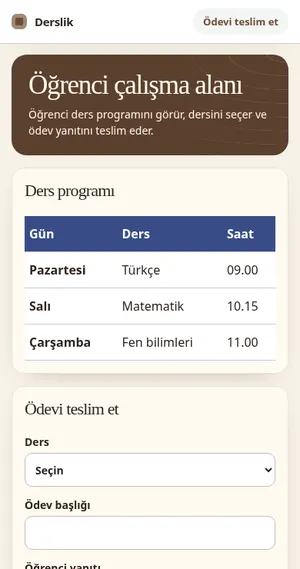 Derslik
Ödevi teslim et
Öğrenci çalışma alanı
Öğrenci ders programını görür, dersini seçer ve
ödev yanıtını teslim eder.
Ders programı
Gün Ders Saat
Pazartesi Türkçe 09.00
Salı Matematik 10.15
Çarşamba Fen bilimleri 11.00
Ödevi teslim et
Ders
Seçin
Ödev başlığı
Öğrenci yanıtı